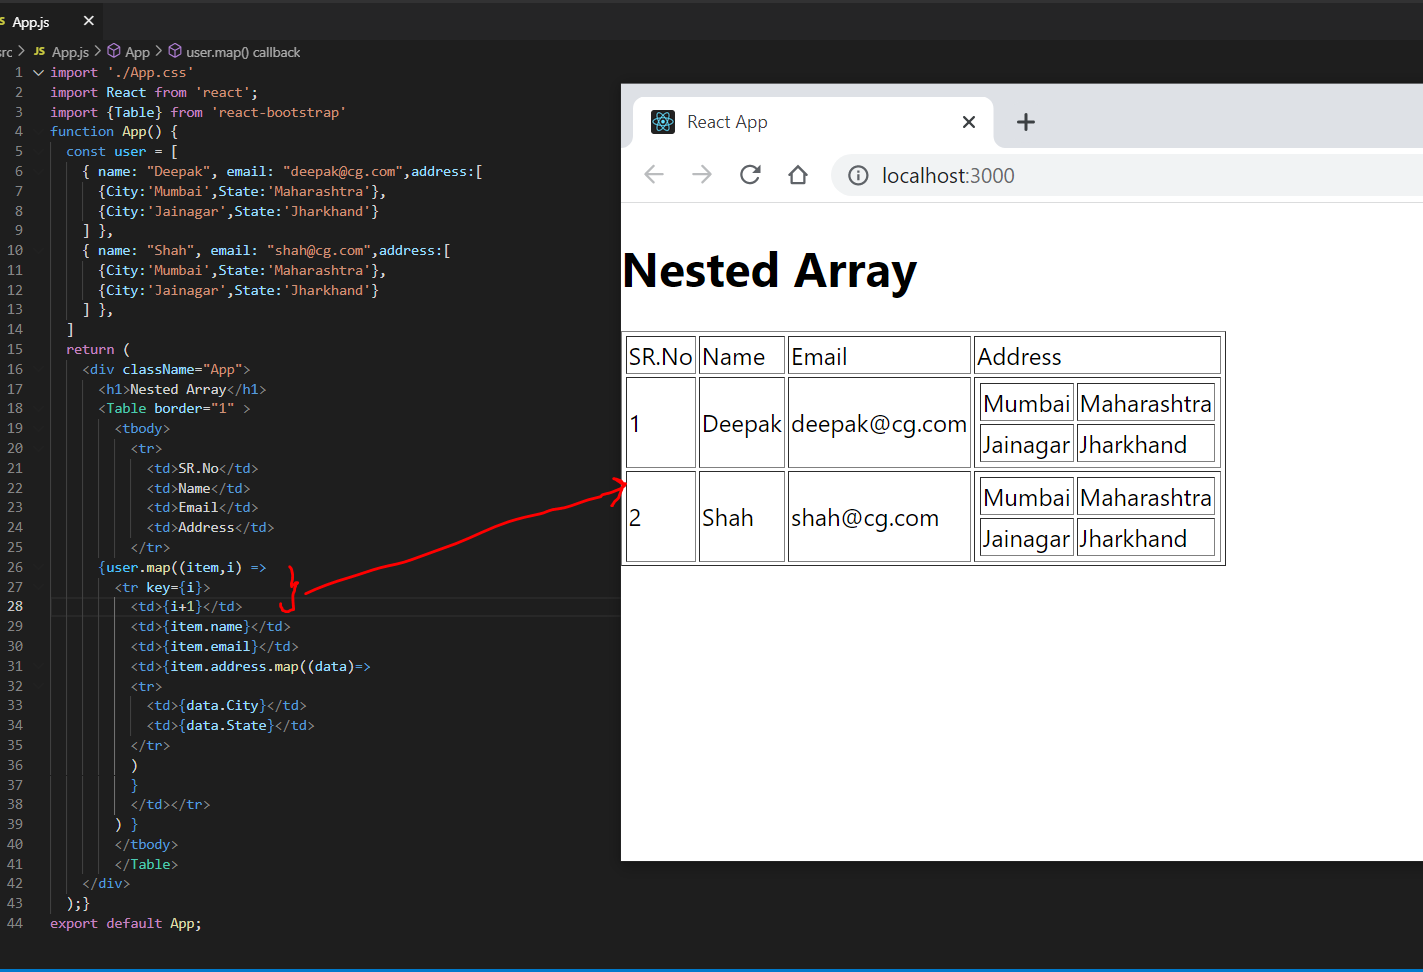 App.js
src > JS App.js > App > user.map() callback
1 import './App.css'
2 import React from 'react';
3 import {Table} from 'react-bootstrap'
4 function App() {
5 const user = [
6 { name: "Deepak", email: "deepak@cg.com",address:[
7 {City:'Mumbai',State:'Maharashtra'},
8 {City:'Jainagar',State:'Jharkhand'}
9 ] },
10 { name: "Shah", email: "shah@cg.com",address:[
11 {City:'Mumbai',State:'Maharashtra'},
12 {City:'Jainagar',State:'Jharkhand'}
13 ] },
14 ]
15 return (
16 <div className="App">
17 <h1>Nested Array</h1>
18 <Table border="1" >
19 <tbody>
20 <tr>
21 <td>SR.No</td>
22 <td>Name</td>
23 <td>Email</td>
24 <td>Address</td>
25 </tr>
26 {user.map((item,i) =>
27 <tr key={i}>
28 <td>{i+1}</td>
29 <td>{item.name}</td>
30 <td>{item.email}</td>
31 <td>{item.address.map((data)=>
32 <tr>
33 <td>{data.City}</td>
34 <td>{data.State}</td>
35 </tr>
36 )
37 }
38 </td></tr>
39 ) }
40 </tbody>
41 </Table>
42 </div>
43 );}
44 export default App;
React App
localhost:3000
Nested Array
SR.No Name Email Address
1 Deepak deepak@cg.com Mumbai Maharashtra
Jainagar Jharkhand
2 Shah shah@cg.com Mumbai Maharashtra
Jainagar Jharkhand